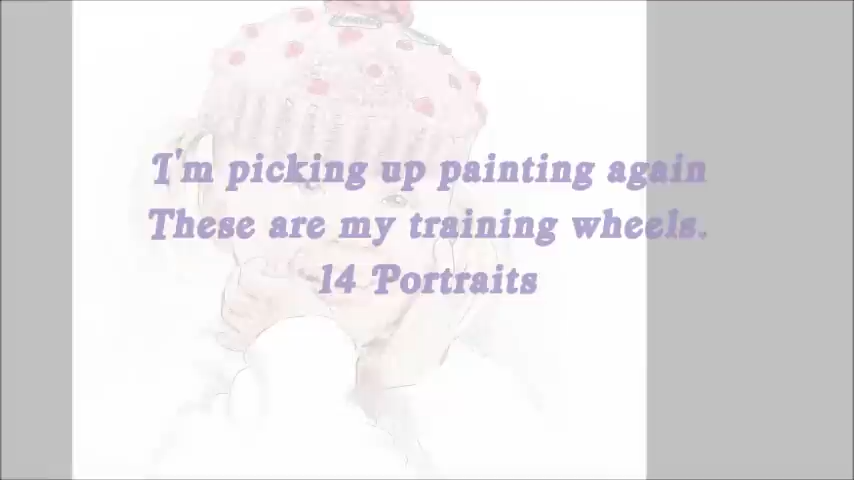 I'm picking up painting again
These are my training wheels.
14 Portraits